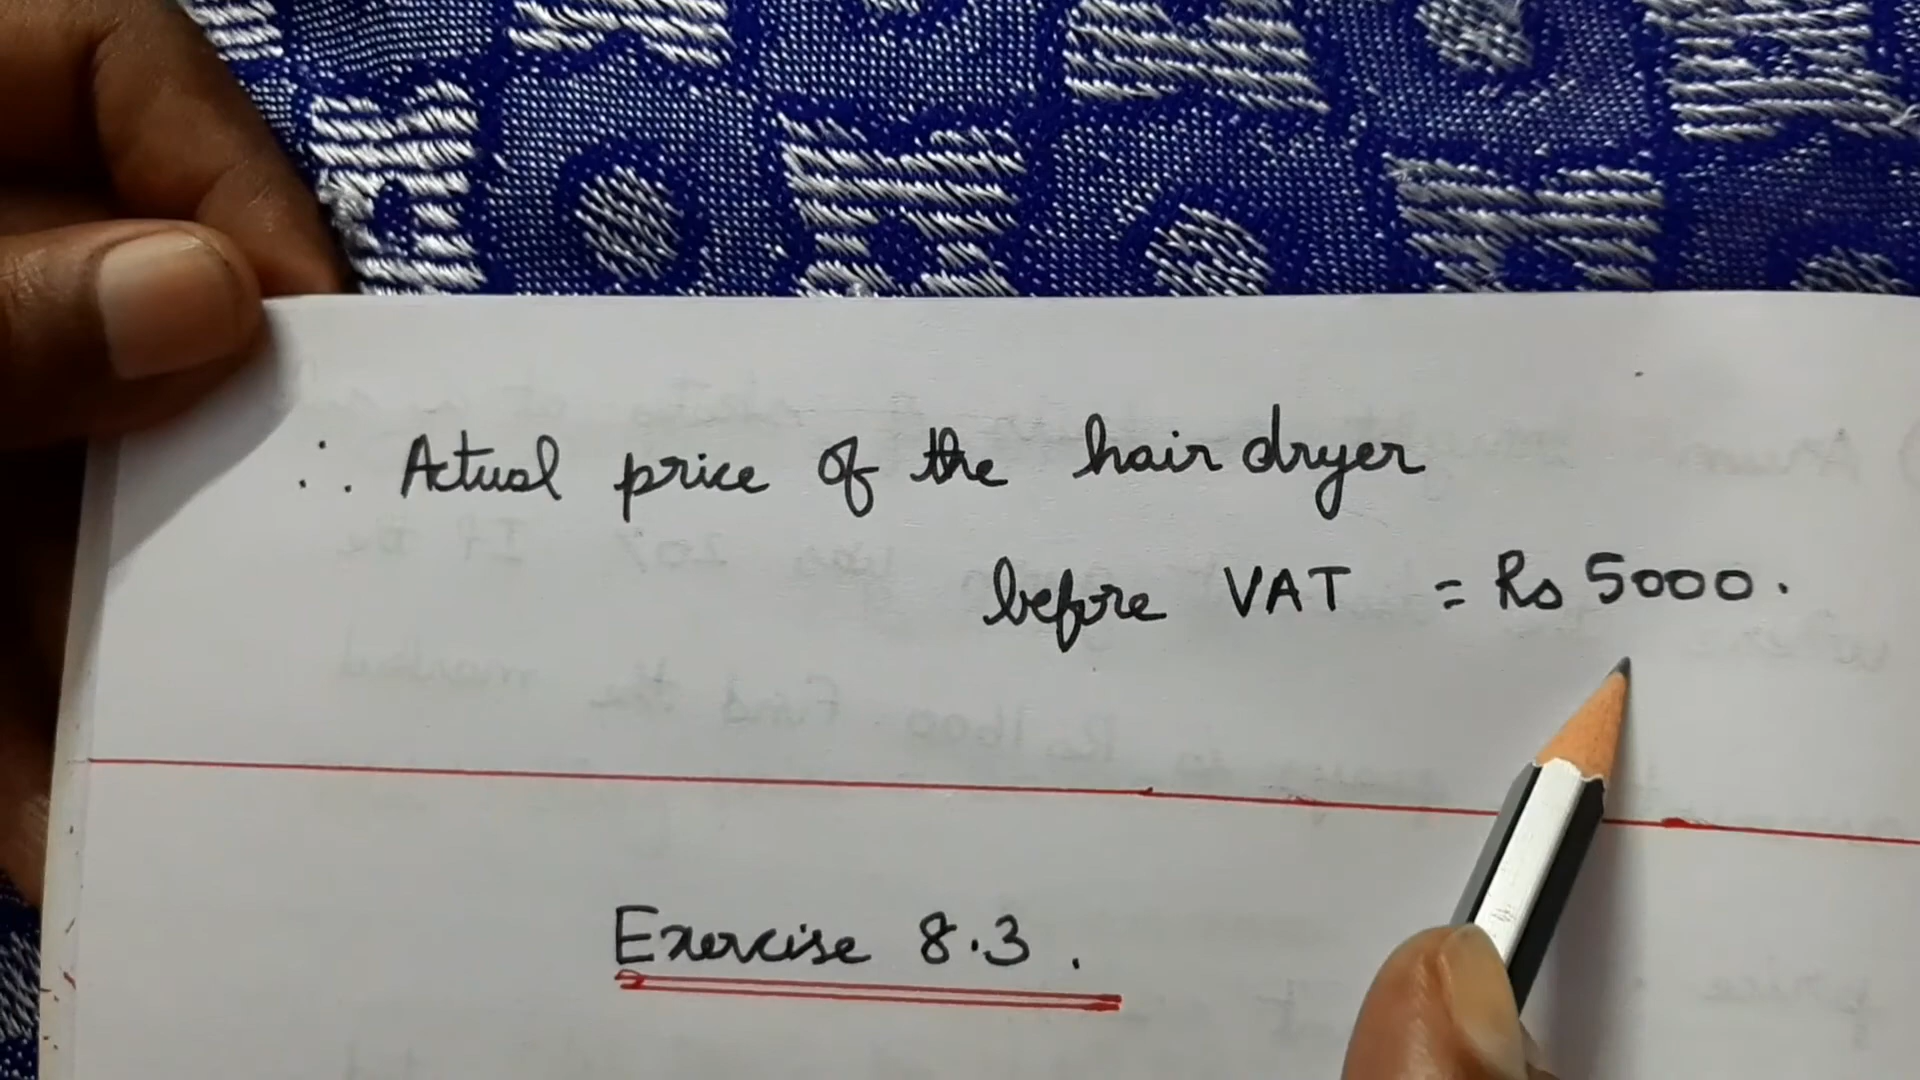 ∴ Actual price of the hair dryer
before VAT = Rs 5000.
Exercise 8.3.